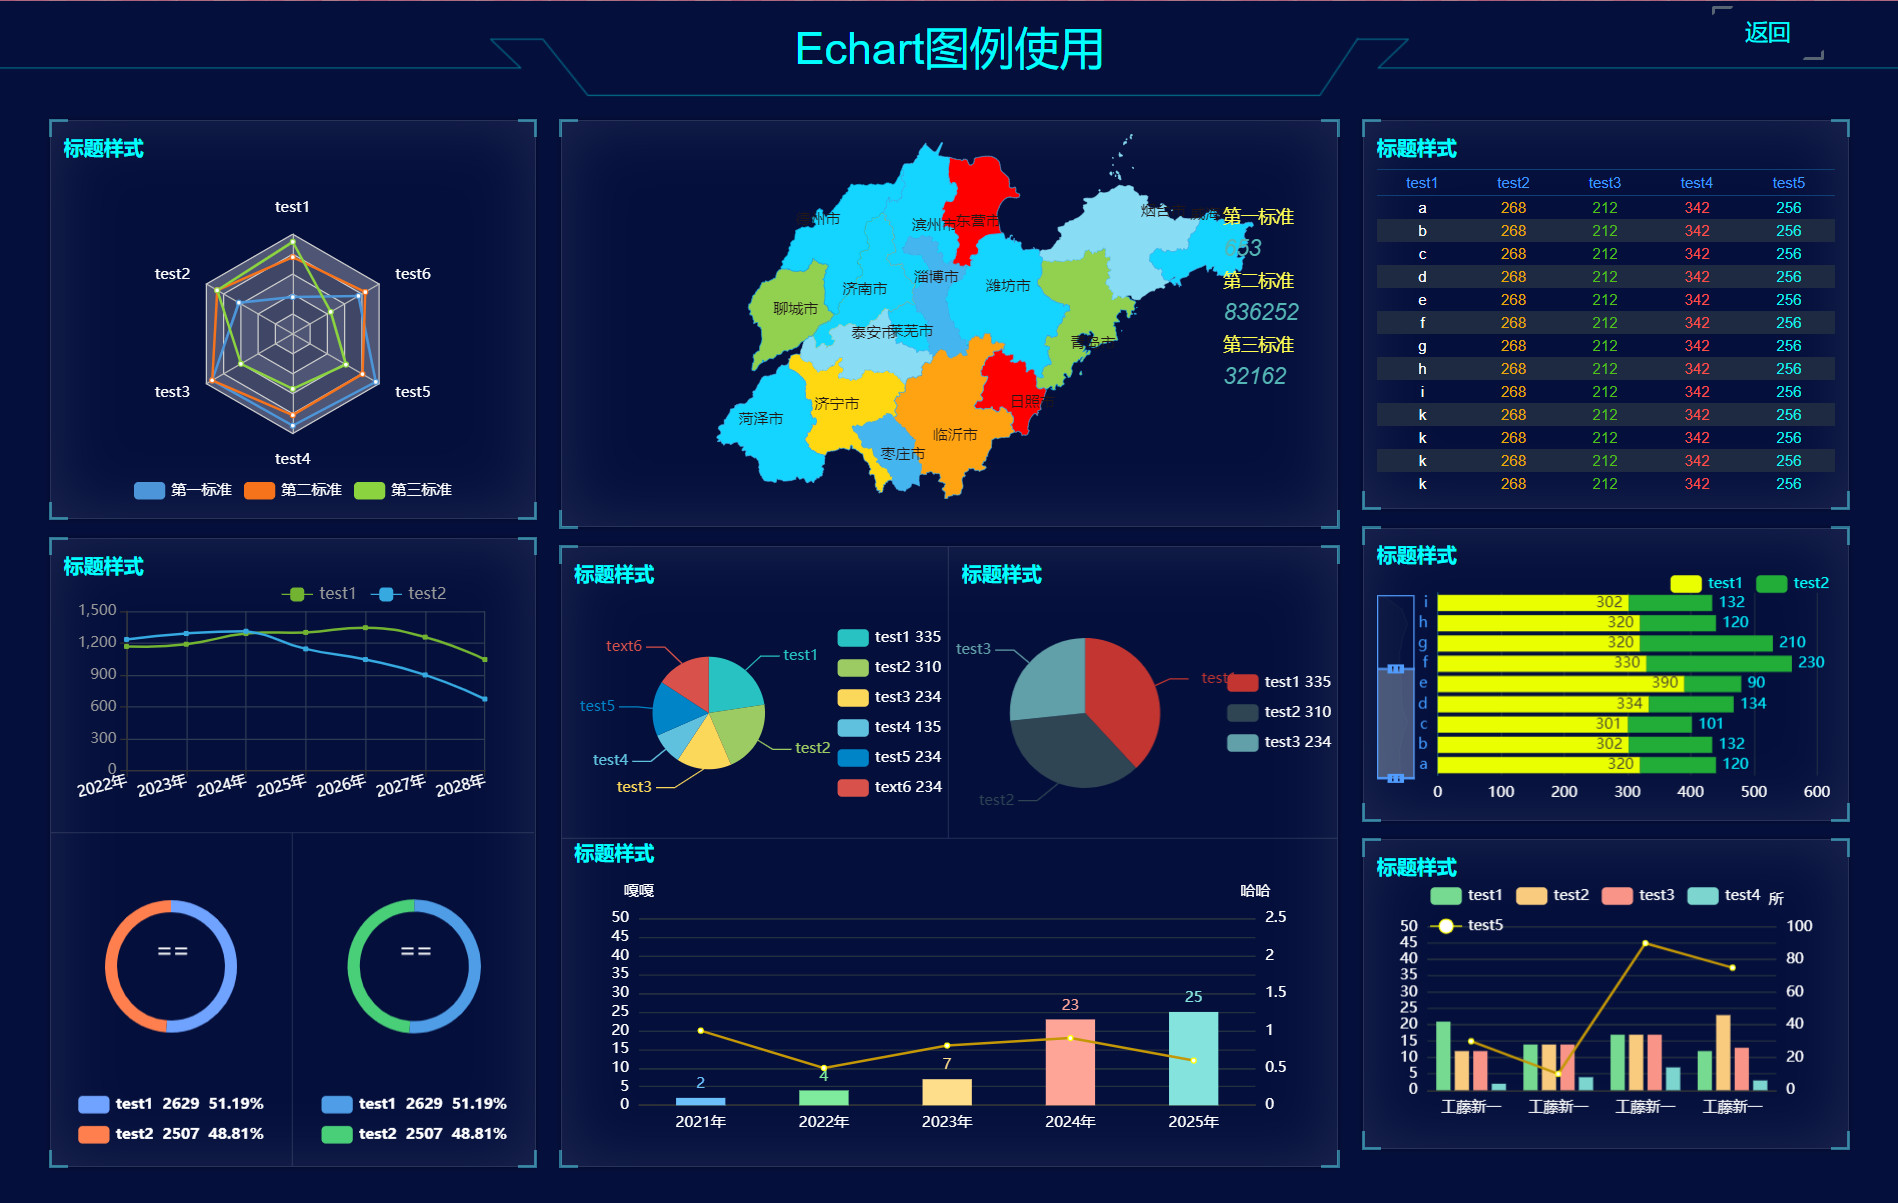 Echart图例使用
返回
标题样式
test1
test2
test6
test3
test5
test4
第一标准 第二标准 第三标准
标题样式
test1 test2
1,500
1,200
900
600
300
0
2022年 2023年 2024年 2025年 2026年 2027年 2028年
==
test1 2629 51.19%
test2 2507 48.81%
==
test1 2629 51.19%
test2 2507 48.81%
滨州市
东营市
淄博市
潍坊市
济南市
聊城市
泰安市
莱芜市
青岛市
济宁市
日照市
菏泽市
临沂市
枣庄市
第一标准
653
第二标准
836252
第三标准
32162
标题样式
text6
test1
test5
test2
test4
test3
test1 335
test2 310
test3 234
test4 135
test5 234
text6 234
标题样式
test3
test2
test1 335
test2 310
test3 234
标题样式
嘎嘎 哈哈
50
45
40
35
30
25
20
15
10
5
0
2.5
2
1.5
1
0.5
0
2
4
7
23
25
2021年 2022年 2023年 2024年 2025年
标题样式
test1 test2 test3 test4 test5
a 268 212 342 256
b 268 212 342 256
c 268 212 342 256
d 268 212 342 256
e 268 212 342 256
f 268 212 342 256
g 268 212 342 256
h 268 212 342 256
i 268 212 342 256
k 268 212 342 256
k 268 212 342 256
k 268 212 342 256
k 268 212 342 256
标题样式
test1 test2
i 302 132
h 320 120
g 320 210
f 330 230
e 390 90
d 334 134
c 301 101
b 302 132
a 320 120
0 100 200 300 400 500 600
标题样式
test1 test2 test3 test4 所
test5
50
45
40
35
30
25
20
15
10
5
0
100
80
60
40
20
0
工藤新一 工藤新一 工藤新一 工藤新一